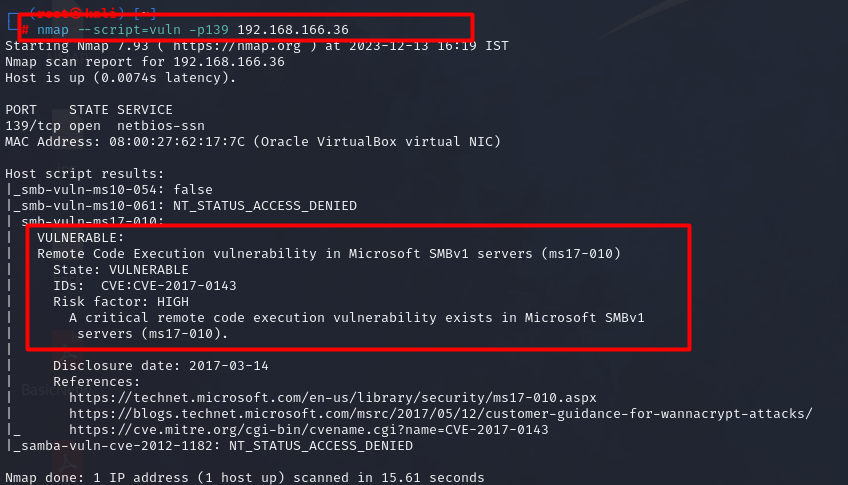 (root㉿kali)-[~]
# nmap --script=vuln -p139 192.168.166.36
Starting Nmap 7.93 ( https://nmap.org ) at 2023-12-13 16:19 IST
Nmap scan report for 192.168.166.36
Host is up (0.0074s latency).
PORT    STATE SERVICE
139/tcp open  netbios-ssn
MAC Address: 08:00:27:62:17:7C (Oracle VirtualBox virtual NIC)
Host script results:
|_smb-vuln-ms10-054: false
|_smb-vuln-ms10-061: NT_STATUS_ACCESS_DENIED
| smb-vuln-ms17-010:
|   VULNERABLE:
|   Remote Code Execution vulnerability in Microsoft SMBv1 servers (ms17-010)
|     State: VULNERABLE
|     IDs:  CVE:CVE-2017-0143
|     Risk factor: HIGH
|       A critical remote code execution vulnerability exists in Microsoft SMBv1
|        servers (ms17-010).
|
|     Disclosure date: 2017-03-14
|     References:
|       https://technet.microsoft.com/en-us/library/security/ms17-010.aspx
|       https://blogs.technet.microsoft.com/msrc/2017/05/12/customer-guidance-for-wannacrypt-attacks/
|_      https://cve.mitre.org/cgi-bin/cvename.cgi?name=CVE-2017-0143
|_samba-vuln-cve-2012-1182: NT_STATUS_ACCESS_DENIED
Nmap done: 1 IP address (1 host up) scanned in 15.61 seconds